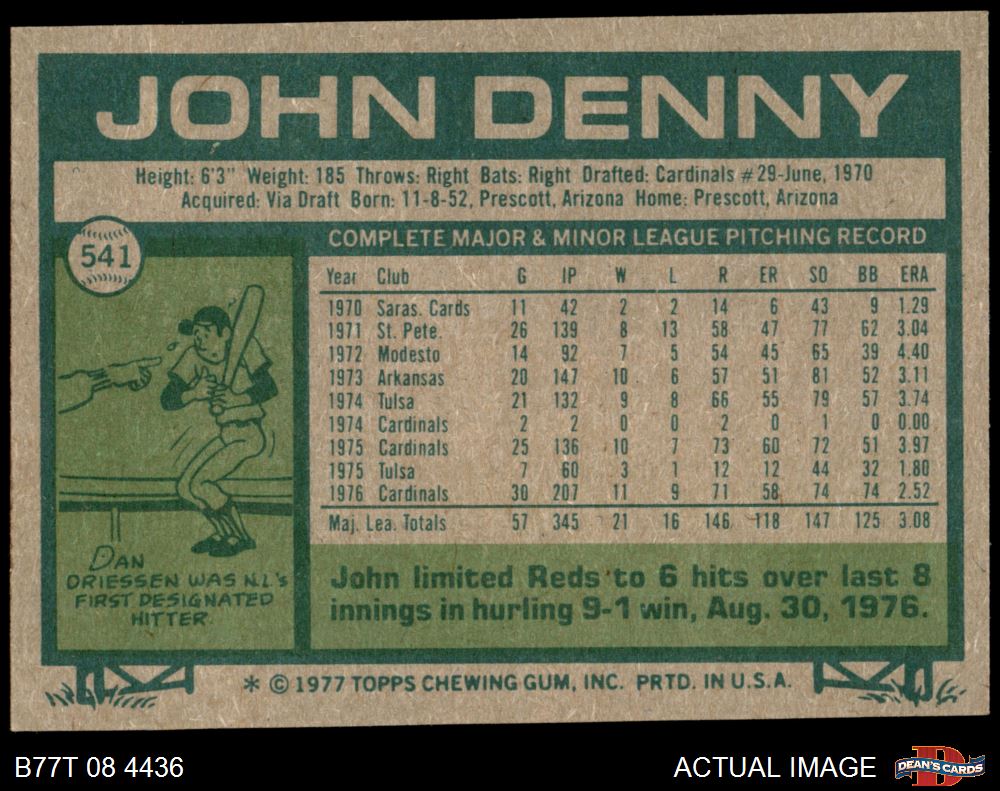 JOHN DENNY
Height: 6'3" Weight: 185 Throws: Right Bats: Right Drafted: Cardinals #29-June, 1970
Acquired: Via Draft Born: 11-8-52, Prescott, Arizona Home: Prescott, Arizona
541
COMPLETE MAJOR & MINOR LEAGUE PITCHING RECORD
Year Club G IP W L R ER SO BB ERA
1970 Saras. Cards 11 42 2 2 14 6 43 9 1.29
1971 St. Pete. 26 139 8 13 58 47 77 62 3.04
1972 Modesto 14 92 7 5 54 45 65 39 4.40
1973 Arkansas 20 147 10 6 57 51 81 52 3.11
1974 Tulsa 21 132 9 8 66 55 79 57 3.74
1974 Cardinals 2 2 0 0 2 0 1 0 0.00
1975 Cardinals 25 136 10 7 73 60 72 51 3.97
1975 Tulsa 7 60 3 1 12 12 44 32 1.80
1976 Cardinals 30 207 11 9 71 58 74 74 2.52
Maj. Lea. Totals 57 345 21 16 146 118 147 125 3.08
DAN
DRIESSEN WAS N.L.'s
FIRST DESIGNATED
HITTER
John limited Reds to 6 hits over last 8
innings in hurling 9-1 win, Aug. 30, 1976.
* © 1977 TOPPS CHEWING GUM, INC. PRTD. IN U.S.A.
B77T 08 4436
ACTUAL IMAGE
D
DEAN'S CARDS